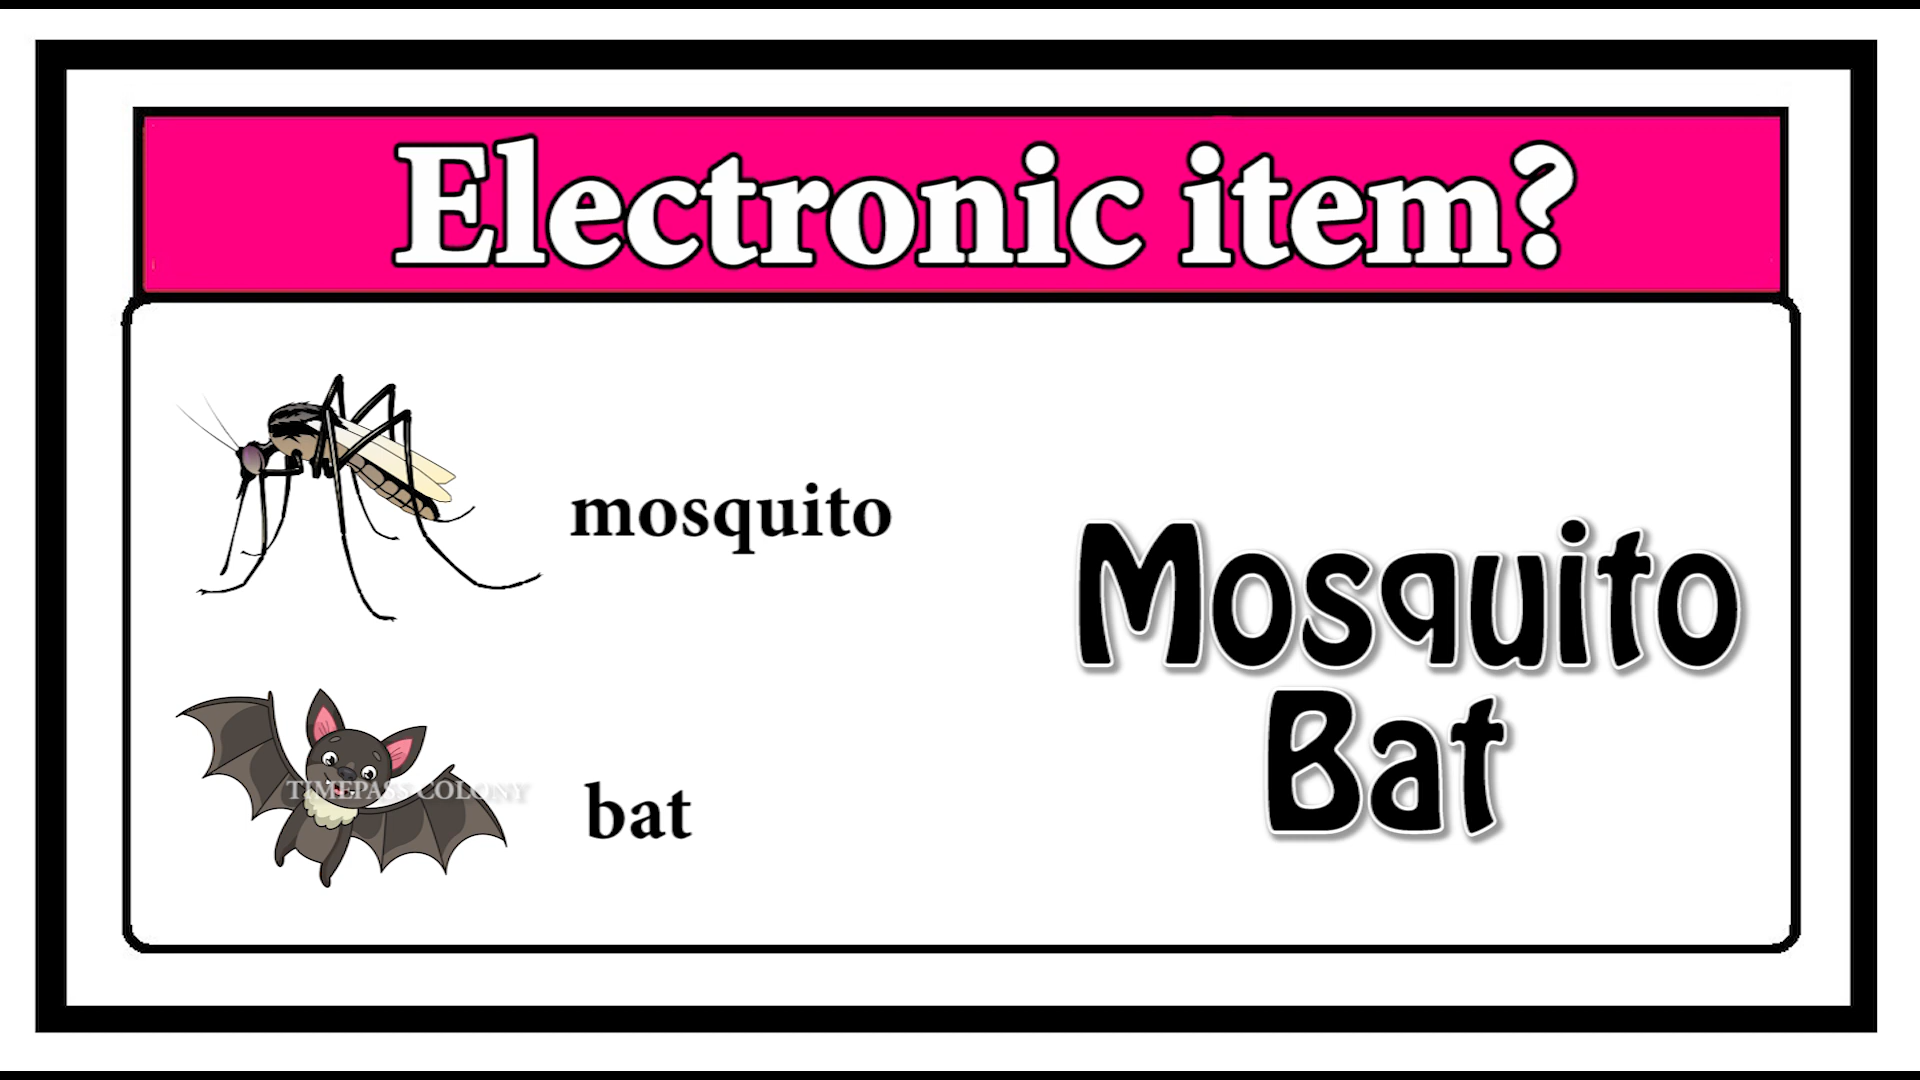 Electronic item?
mosquito
Mosquito
Bat
TIMEPASS COLONY
bat